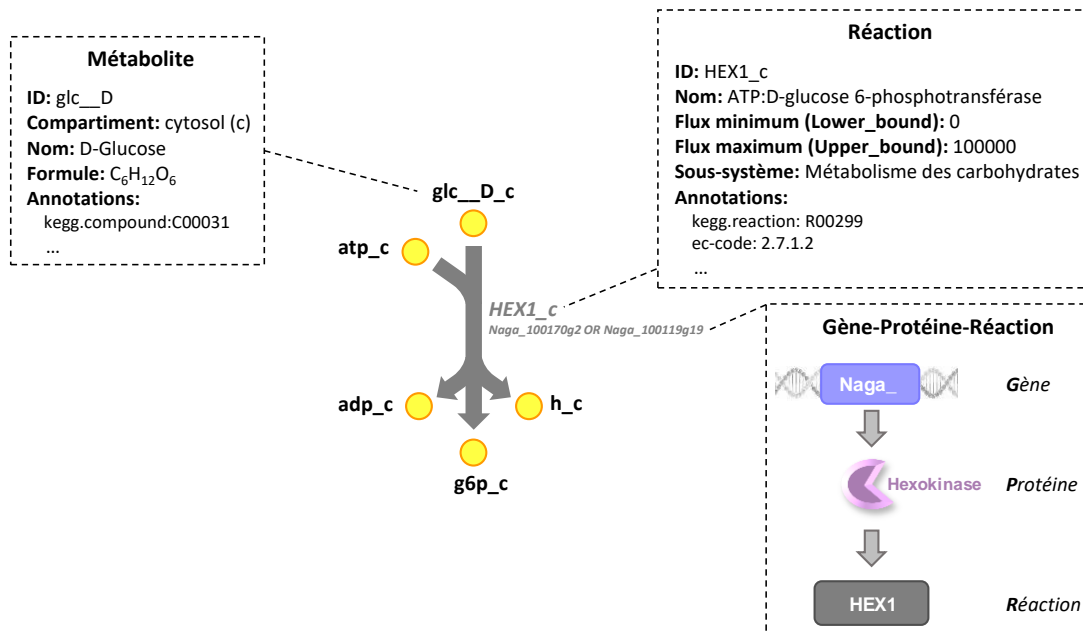 Métabolite
ID: glc__D
Compartiment: cytosol (c)
Nom: D-Glucose
Formule: C₆H₁₂O₆
Annotations:
kegg.compound:C00031
...
Réaction
ID: HEX1_c
Nom: ATP:D-glucose 6-phosphotransférase
Flux minimum (Lower_bound): 0
Flux maximum (Upper_bound): 100000
Sous-système: Métabolisme des carbohydrates
Annotations:
kegg.reaction: R00299
ec-code: 2.7.1.2
...
glc__D_c
atp_c
HEX1_c
Naga_100170g2 OR Naga_100119g19
adp_c
h_c
g6p_c
Gène-Protéine-Réaction
Naga_
Gène
Hexokinase
Protéine
HEX1
Réaction